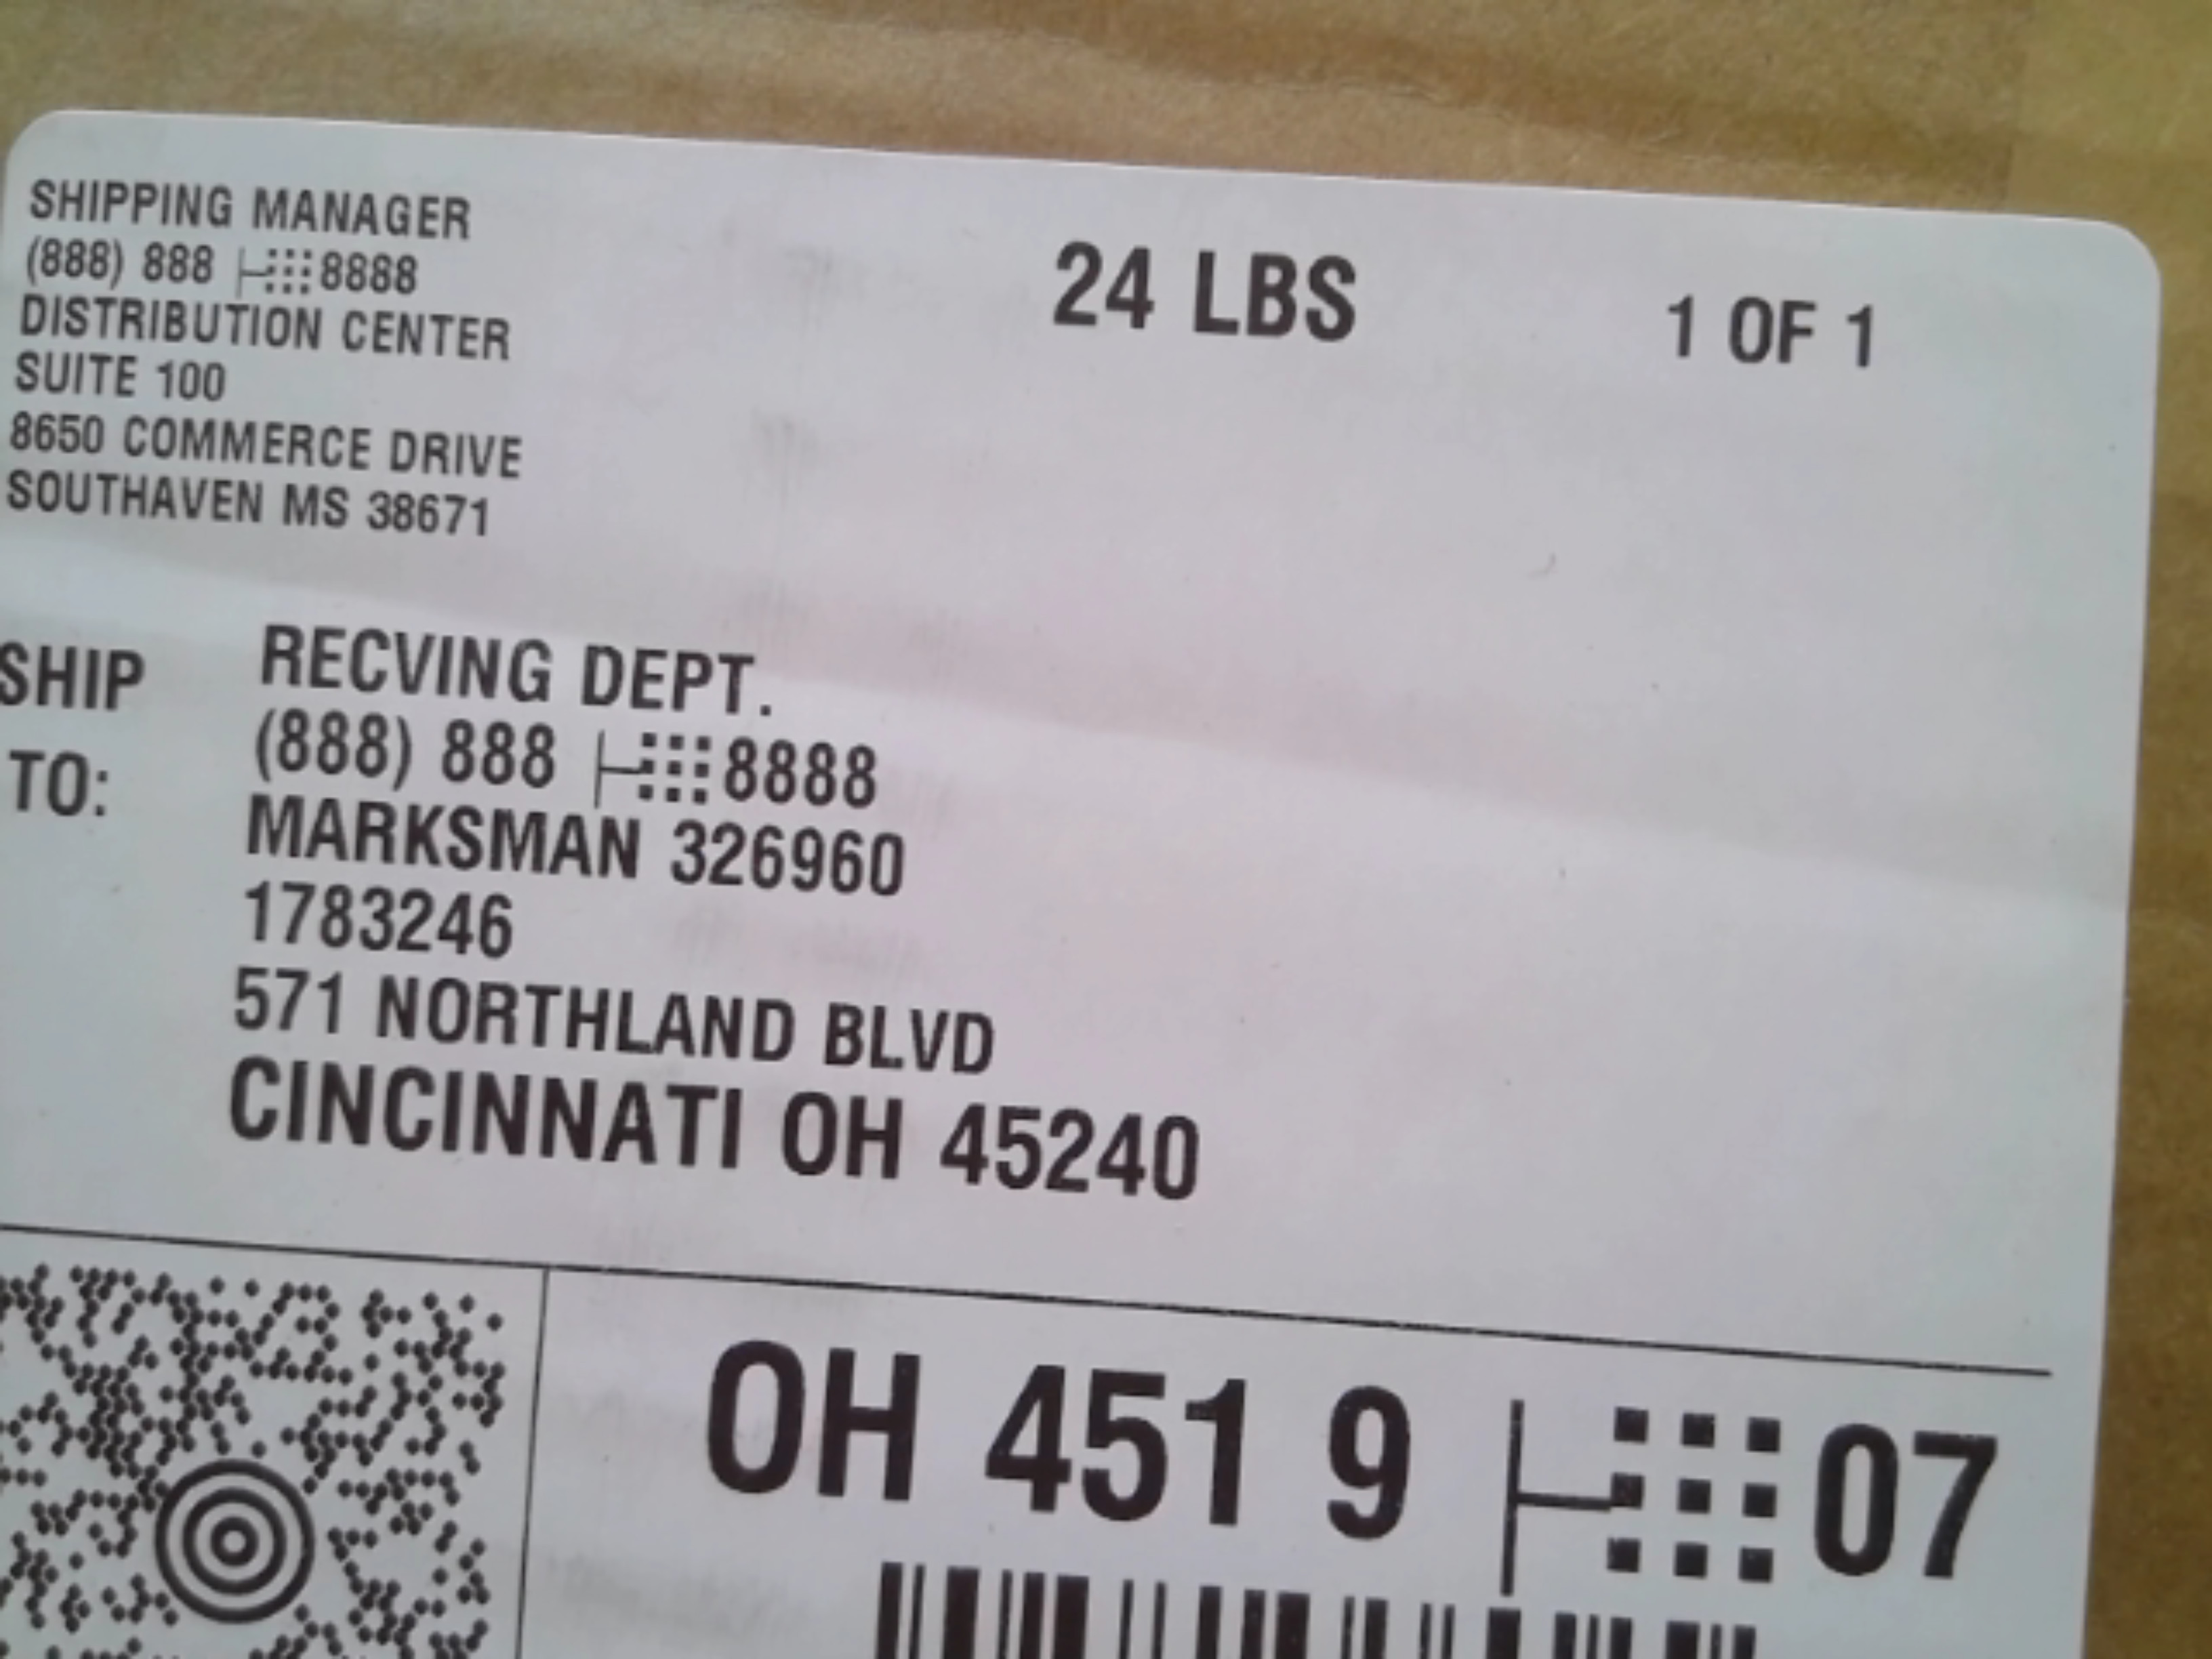 SHIPPING MANAGER
(888) 888 ├⋮⋮⋮8888
DISTRIBUTION CENTER
SUITE 100
8650 COMMERCE DRIVE
SOUTHAVEN MS 38671
24 LBS
1 OF 1
SHIP TO:
RECVING DEPT.
(888) 888 ├⋮⋮⋮8888
MARKSMAN 326960
1783246
571 NORTHLAND BLVD
CINCINNATI OH 45240
OH 451 9 ├⋮⋮⋮07